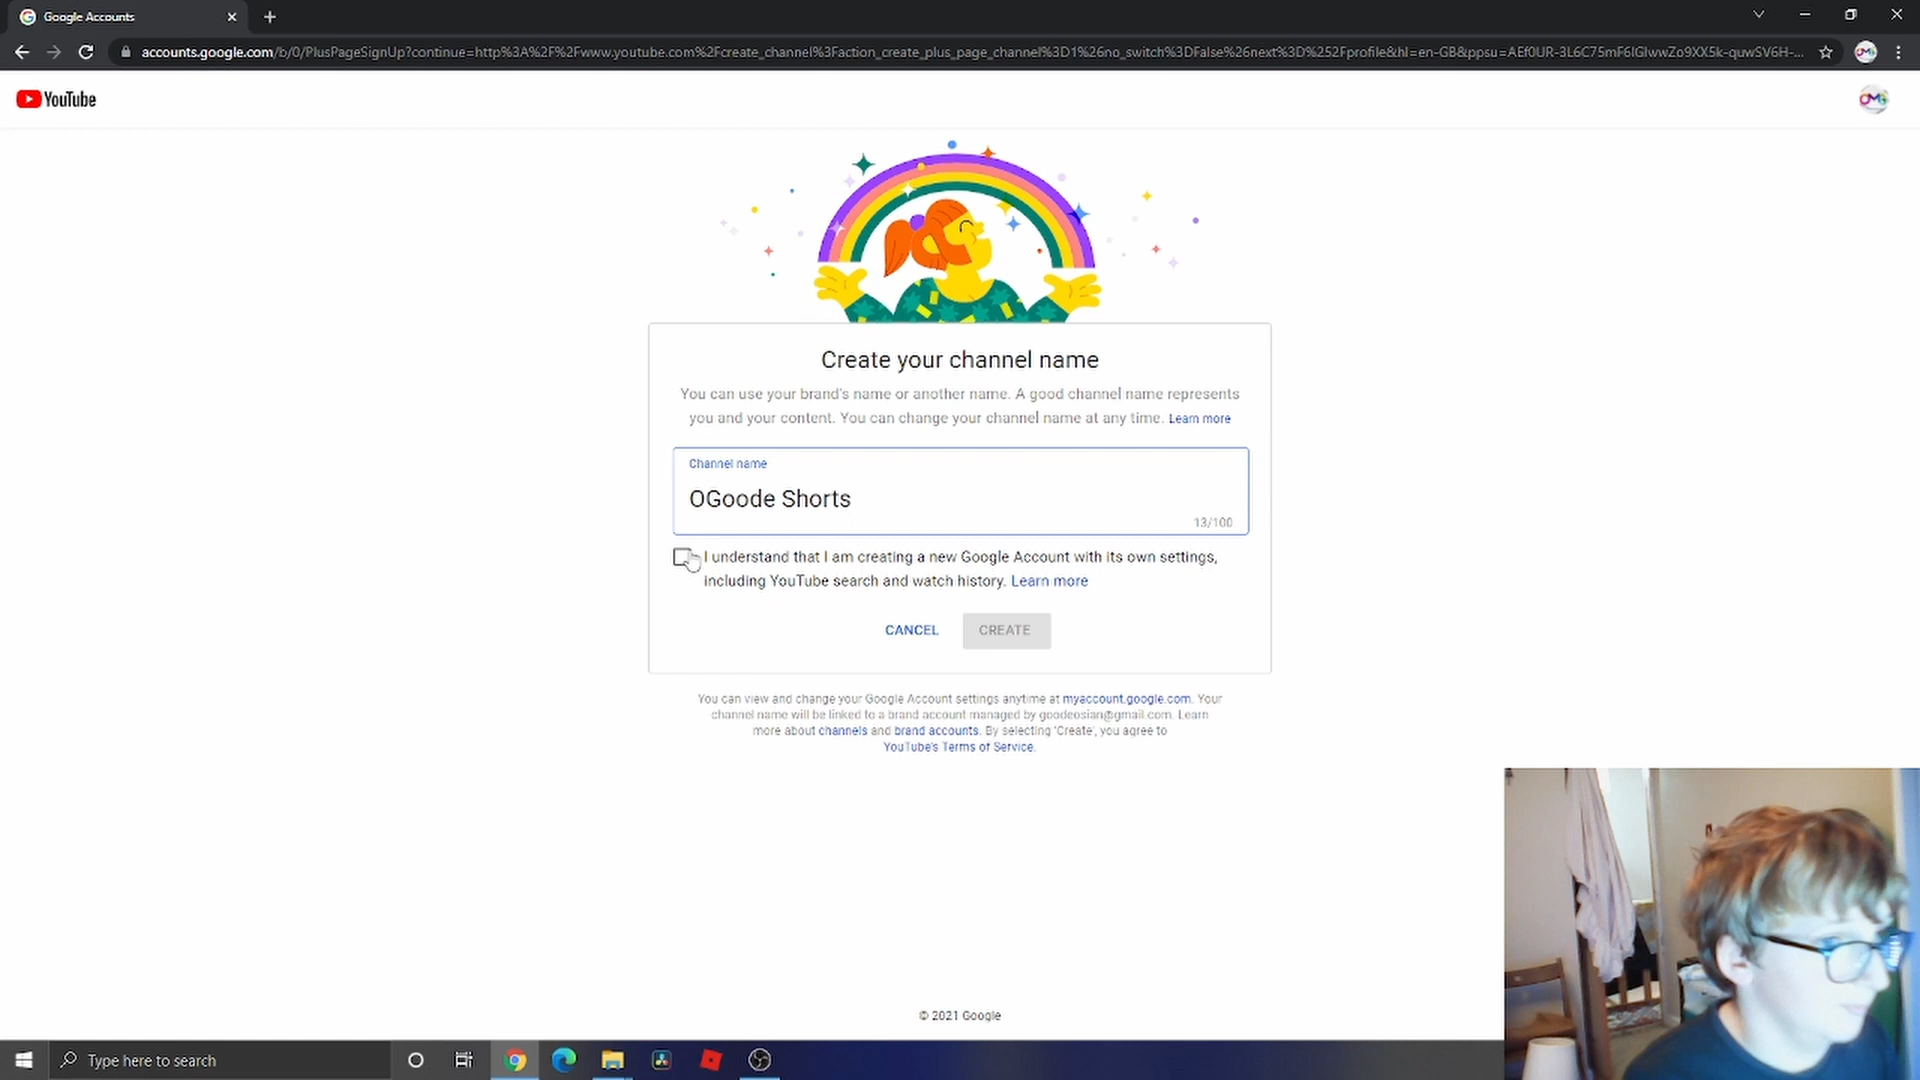 Google Accounts
accounts.google.com/b/0/PlusPageSignUp?continue=http%3A%2F%2Fwww.youtube.com%2Fcreate_channel%3Faction_create_plus_page_channel%3D1%26no_switch%3DFalse%26next%3D%252Fprofile&hl=en-GB&ppsu=
YouTube
Create your channel name
You can use your brand's name or another name. A good channel name represents
you and your content. You can change your channel name at any time. Learn more
Channel name
OGoode Shorts
13/100
I understand that I am creating a new Google Account with its own settings,
including YouTube search and watch history. Learn more
CANCEL CREATE
You can view and change your Google Account settings anytime at myaccount.google.com. Your
channel name will be linked to a brand account managed by goodeosian@gmail.com. Learn
more about channels and brand accounts. By selecting 'Create', you agree to
YouTube's Terms of Service.
© 2021 Google
Type here to search